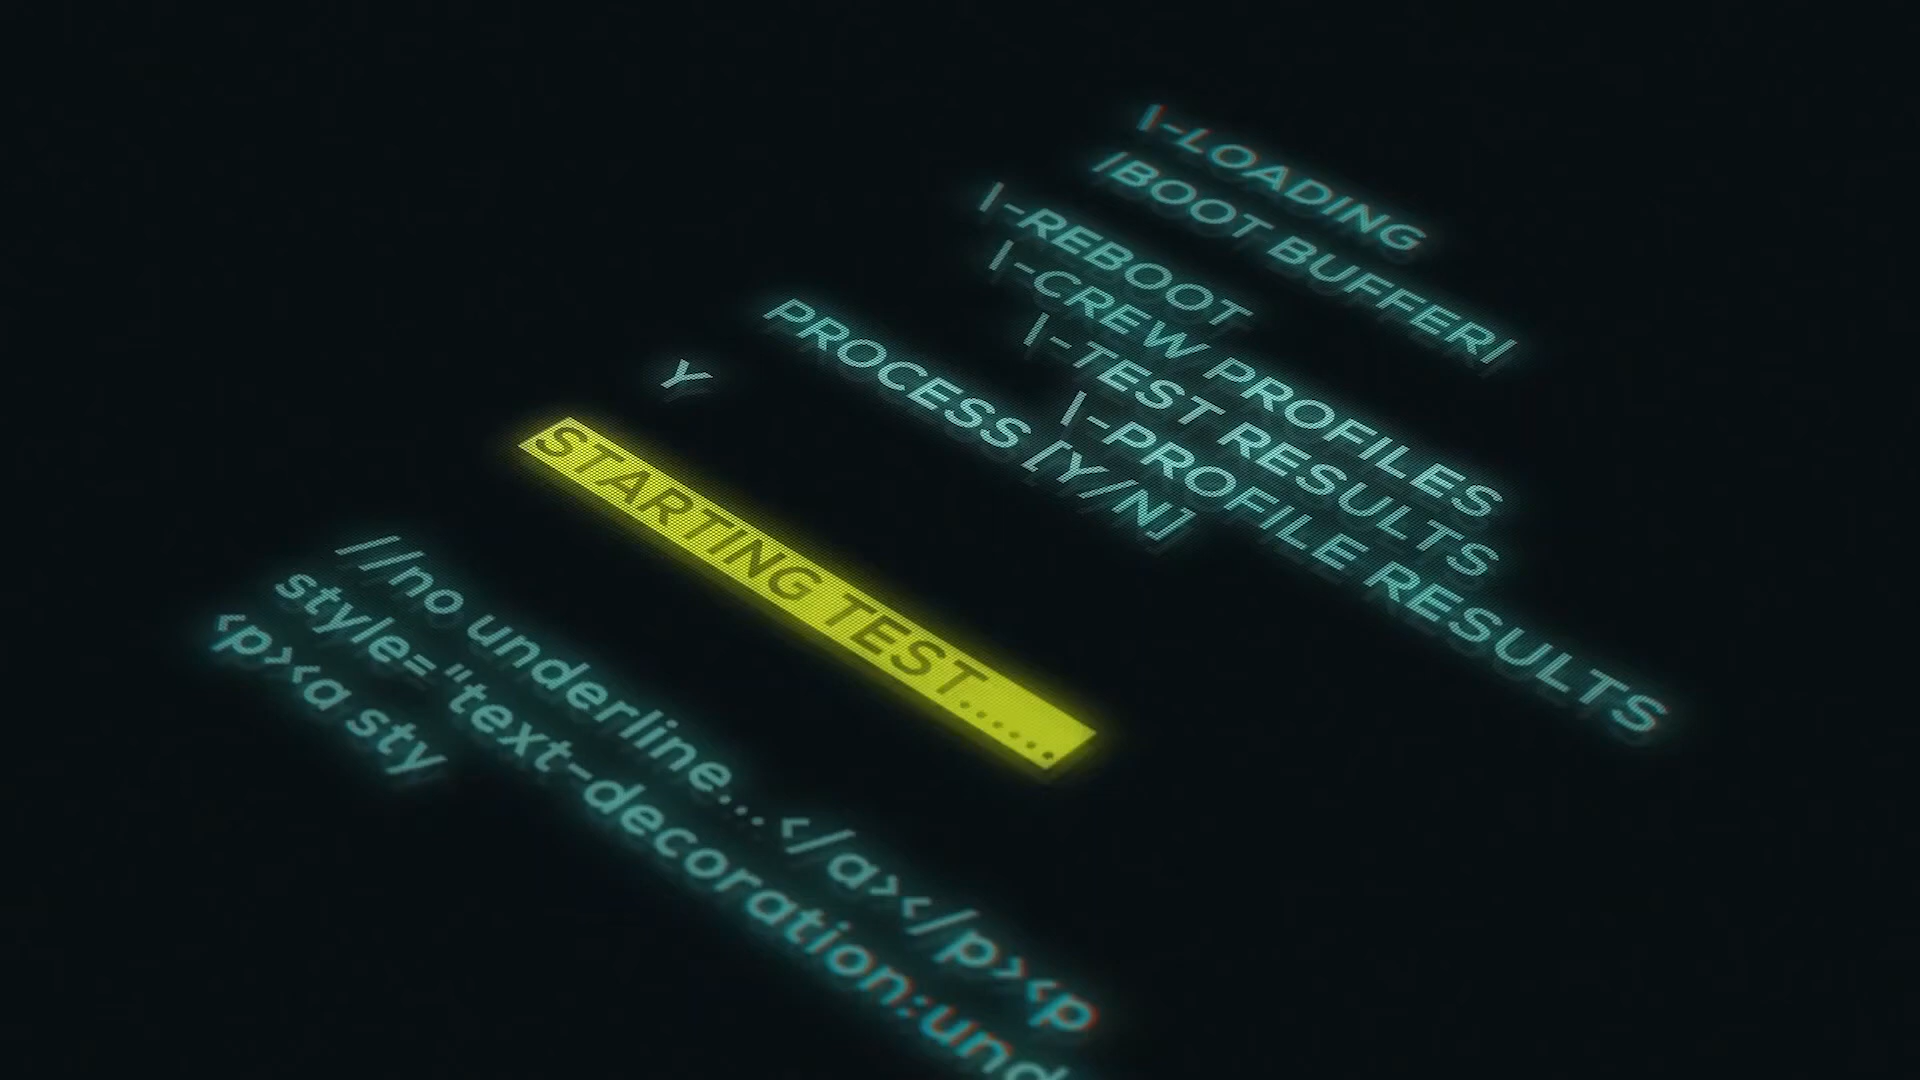 \-LOADING
|BOOT BUFFER|
\-REBOOT
\-CREW PROFILES
\-TEST RESULTS
\-PROFILE RESULTS
PROCESS [Y/N]
Y
STARTING TEST......
//no underline...</a></p><p
style="text-decoration:und
<p><a sty